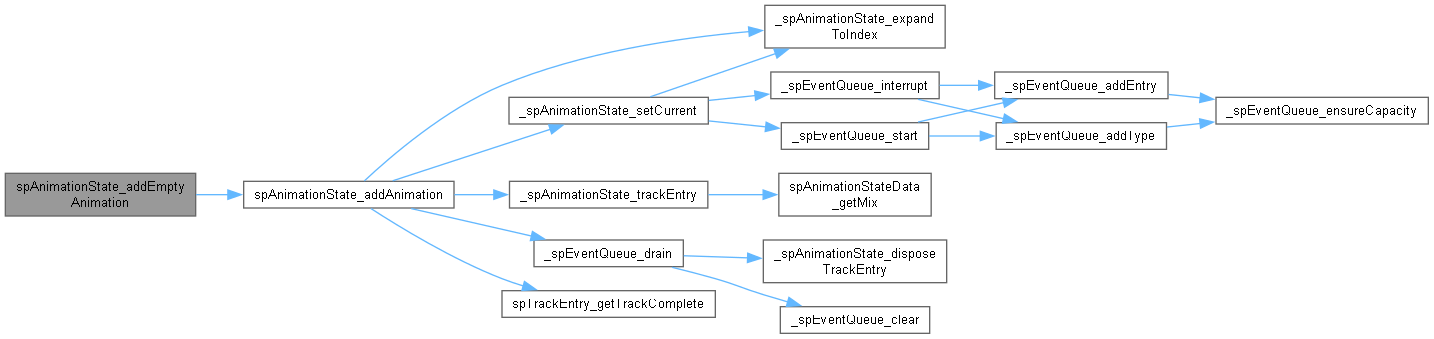 spAnimationState_addEmpty
Animation
spAnimationState_addAnimation
_spAnimationState_expand
ToIndex
_spAnimationState_setCurrent
_spEventQueue_interrupt
_spEventQueue_start
_spEventQueue_addEntry
_spEventQueue_addType
_spEventQueue_ensureCapacity
_spAnimationState_trackEntry
spAnimationStateData
_getMix
_spEventQueue_drain
_spAnimationState_dispose
TrackEntry
_spEventQueue_clear
spTrackEntry_getTrackComplete